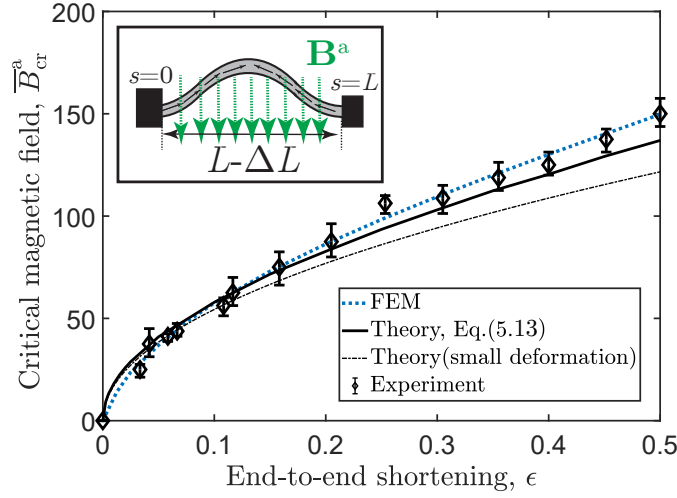 200
150
100
50
0
Critical magnetic field, B̅ᵃcr
Bᵃ
s=0
s=L
L-ΔL
FEM
Theory, Eq.(5.13)
Theory(small deformation)
Experiment
0 0.1 0.2 0.3 0.4 0.5
End-to-end shortening, ϵ